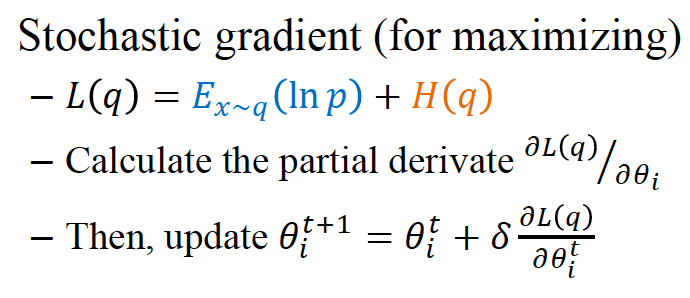 Stochastic gradient (for maximizing)
– L(q) = E_{x~q}(ln p) + H(q)
– Calculate the partial derivate ∂L(q)/∂θ_i
– Then, update θ_i^{t+1} = θ_i^t + δ ∂L(q)/∂θ_i^t